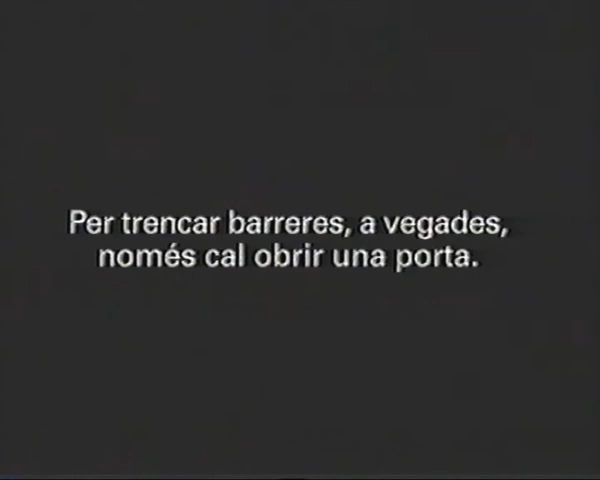 Per trencar barreres, a vegades,
només cal obrir una porta.